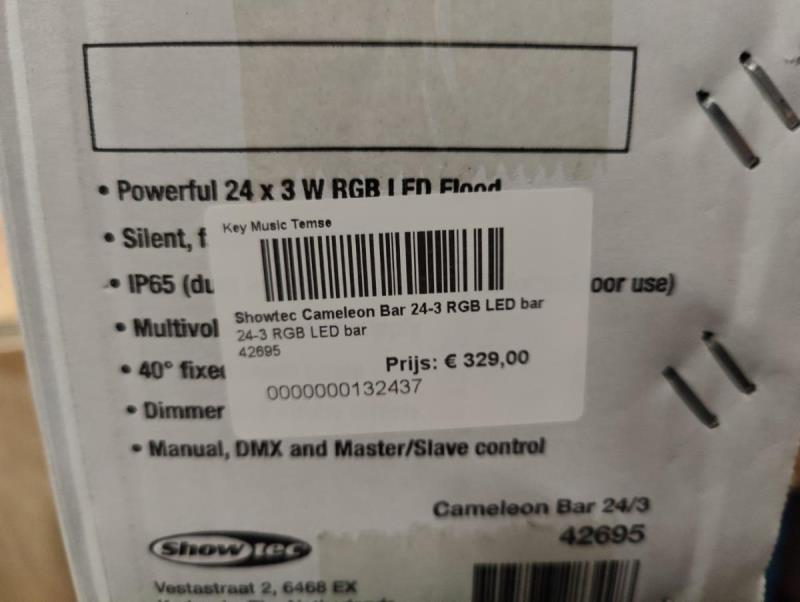 • Powerful 24 x 3 W RGB LED Flood
• Silent, f
• IP65 (du
oor use)
• Multivol
• 40° fixe
• Dimmer
• Manual, DMX and Master/Slave control
Key Music Temse
Showtec Cameleon Bar 24-3 RGB LED bar
24-3 RGB LED bar
42695
Prijs: € 329,00
0000000132437
Cameleon Bar 24/3
42695
Showtec
Vestastraat 2, 6468 EX